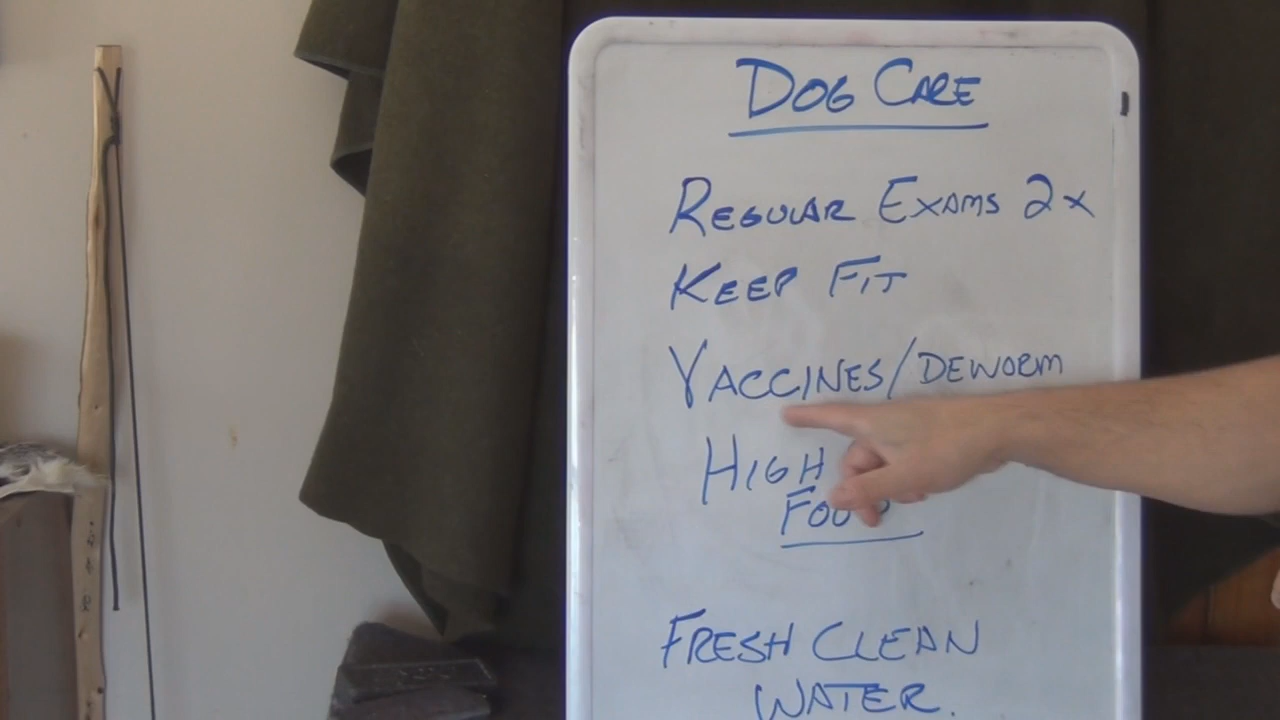 DOG CARE
REGULAR EXAMS 2x
KEEP FIT
VACCINES/DEWORM
HIGH
FOOD
FRESH CLEAN
WATER.